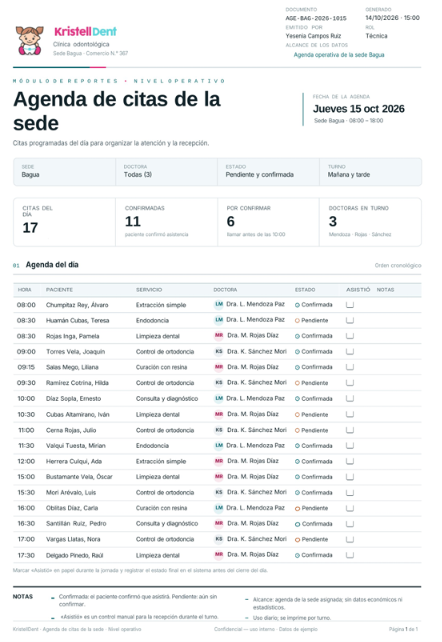 DOCUMENTO
AGE-BAG-2026-1015
GENERADO
14/10/2026 · 15:00
EMITIDO POR
Yesenia Campos Ruiz
ROL
Técnica
ALCANCE DE LOS DATOS
Agenda operativa de la sede Bagua
KristellDent
Clínica odontológica
Sede Bagua · Comercio N.° 367
MÓDULO DE REPORTES · NIVEL OPERATIVO
Agenda de citas de la
sede
FECHA DE LA AGENDA
Jueves 15 oct 2026
Sede Bagua · 08:00 – 18:00
Citas programadas del día para organizar la atención y la recepción.
SEDE
Bagua
DOCTORA
Todas (3)
ESTADO
Pendiente y confirmada
TURNO
Mañana y tarde
CITAS DEL
DÍA
17
CONFIRMADAS
11
paciente confirmó asistencia
POR CONFIRMAR
6
llamar antes de las 10:00
DOCTORAS EN TURNO
3
Mendoza · Rojas · Sánchez
01 Agenda del día
Orden cronológico
HORA PACIENTE SERVICIO DOCTORA ESTADO ASISTIÓ NOTAS
08:00 Chumpitaz Rey, Álvaro Extracción simple LM Dra. L. Mendoza Paz Confirmada
08:30 Huamán Cubas, Teresa Endodoncia LM Dra. L. Mendoza Paz Pendiente
08:30 Rojas Inga, Pamela Limpieza dental MR Dra. M. Rojas Díaz Confirmada
09:00 Torres Vela, Joaquín Control de ortodoncia KS Dra. K. Sánchez Mori Confirmada
09:15 Salas Mego, Liliana Curación con resina MR Dra. M. Rojas Díaz Confirmada
09:30 Ramírez Cotrina, Hilda Control de ortodoncia KS Dra. K. Sánchez Mori Pendiente
10:00 Díaz Sopla, Ernesto Consulta y diagnóstico LM Dra. L. Mendoza Paz Confirmada
10:30 Cubas Altamirano, Iván Limpieza dental MR Dra. M. Rojas Díaz Pendiente
11:00 Cerna Rojas, Julio Control de ortodoncia KS Dra. K. Sánchez Mori Pendiente
11:30 Valqui Tuesta, Mirian Endodoncia LM Dra. L. Mendoza Paz Confirmada
12:00 Herrera Culqui, Ada Extracción simple MR Dra. M. Rojas Díaz Confirmada
15:00 Bustamante Vela, Óscar Limpieza dental MR Dra. M. Rojas Díaz Confirmada
15:30 Mori Arévalo, Luis Control de ortodoncia KS Dra. K. Sánchez Mori Confirmada
16:00 Oblitas Díaz, Carla Curación con resina LM Dra. L. Mendoza Paz Pendiente
16:30 Santillán Ruiz, Pedro Consulta y diagnóstico MR Dra. M. Rojas Díaz Confirmada
17:00 Vargas Llatas, Nora Control de ortodoncia KS Dra. K. Sánchez Mori Pendiente
17:30 Delgado Pinedo, Raúl Limpieza dental MR Dra. M. Rojas Díaz Confirmada
Marcar «Asistió» en papel durante la jornada y registrar el estado final en el sistema antes del cierre del día.
NOTAS
– Confirmada: el paciente confirmó que asistirá. Pendiente: aún sin
confirmar.
– «Asistió» es un control manual para la recepción durante el turno.
– Alcance: agenda de la sede asignada; sin datos económicos ni
estadísticos.
– Uso diario; se imprime por turno.
KristellDent · Agenda de citas de la sede · Nivel operativo
Confidencial — uso interno · Datos de ejemplo
Página 1 de 1